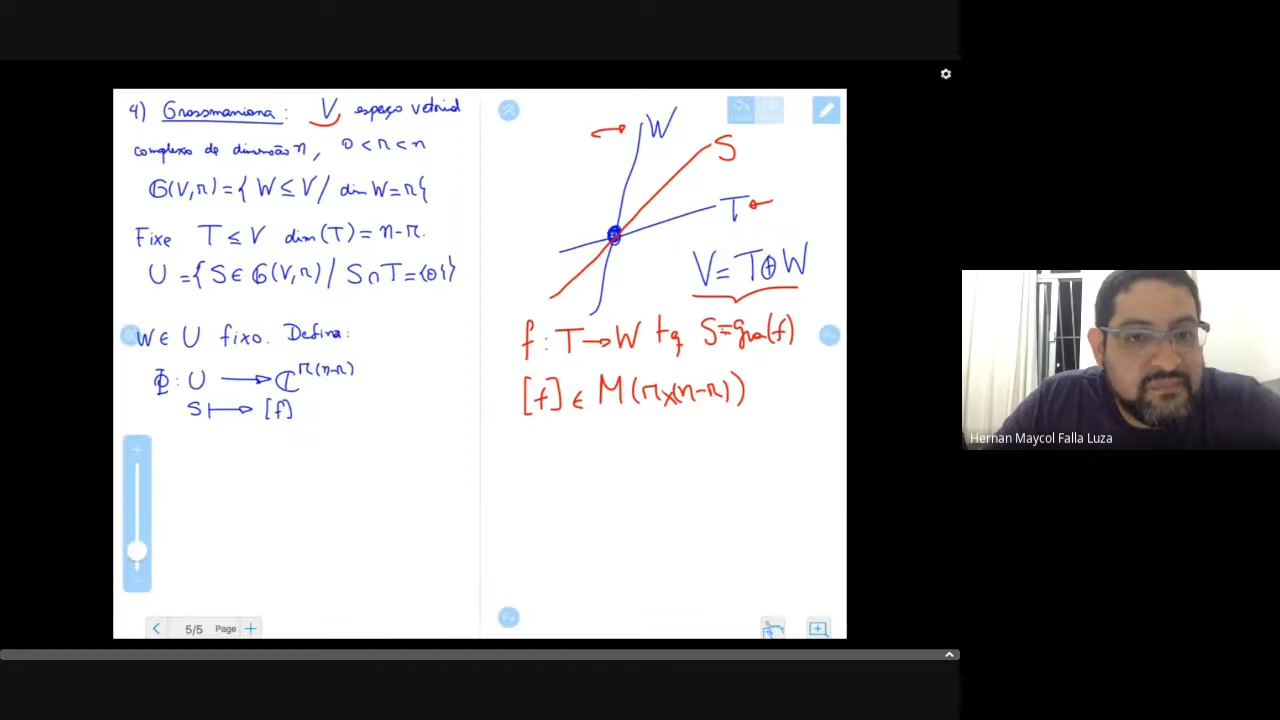 4) Grassmaniana: V espaço vetorial
complexo de dimensão n, 0 < r < n
G(V,r) = { W ≤ V / dim W = r }
Fixe T ≤ V dim(T) = n-r.
U = { S ∈ G(V,r) / S ∩ T = {0} }
W ∈ U fixo. Defina:
Φ: U → ℂ^{r(n-r)}
S ↦ [f]
W
S
T
V = T ⊕ W
f: T → W tq S = gra(f)
[f] ∈ M(r×(n-r))
5/5 Page
Hernan Maycol Falla Luza